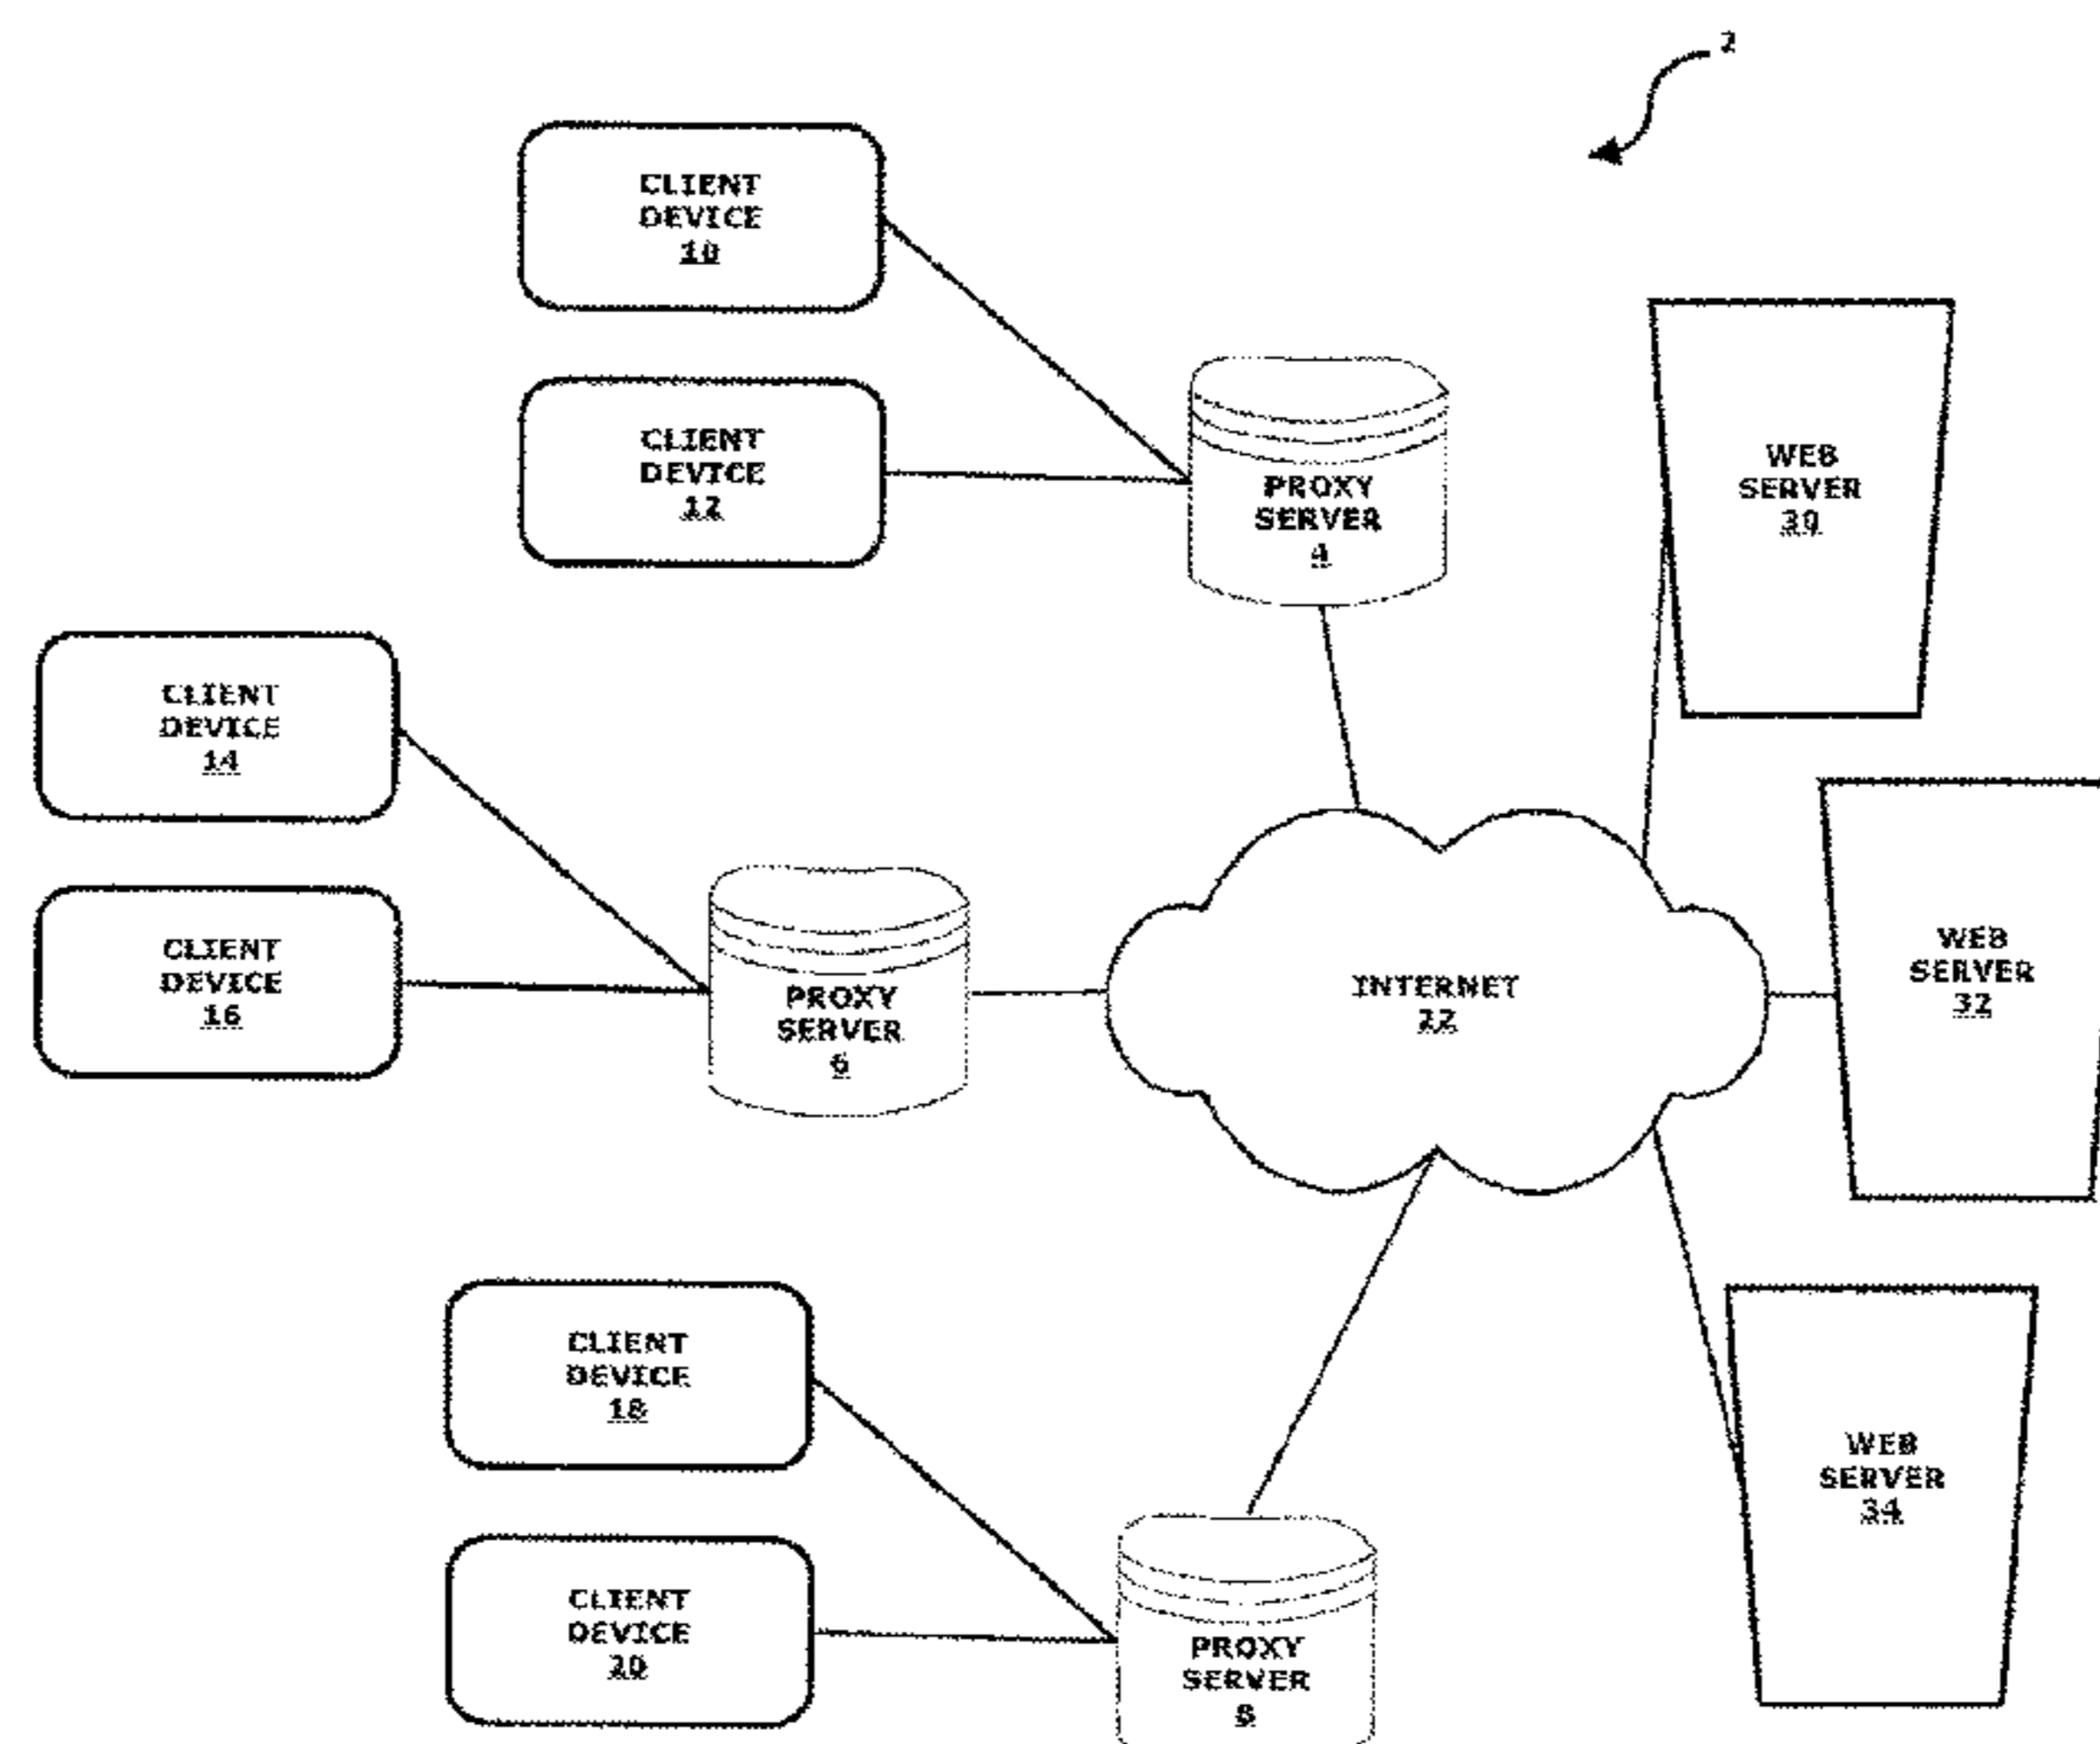 2
CLIENT
DEVICE
10
CLIENT
DEVICE
12
PROXY
SERVER
4
WEB
SERVER
30
CLIENT
DEVICE
14
CLIENT
DEVICE
16
PROXY
SERVER
6
INTERNET
22
WEB
SERVER
32
CLIENT
DEVICE
18
CLIENT
DEVICE
20
PROXY
SERVER
8
WEB
SERVER
34